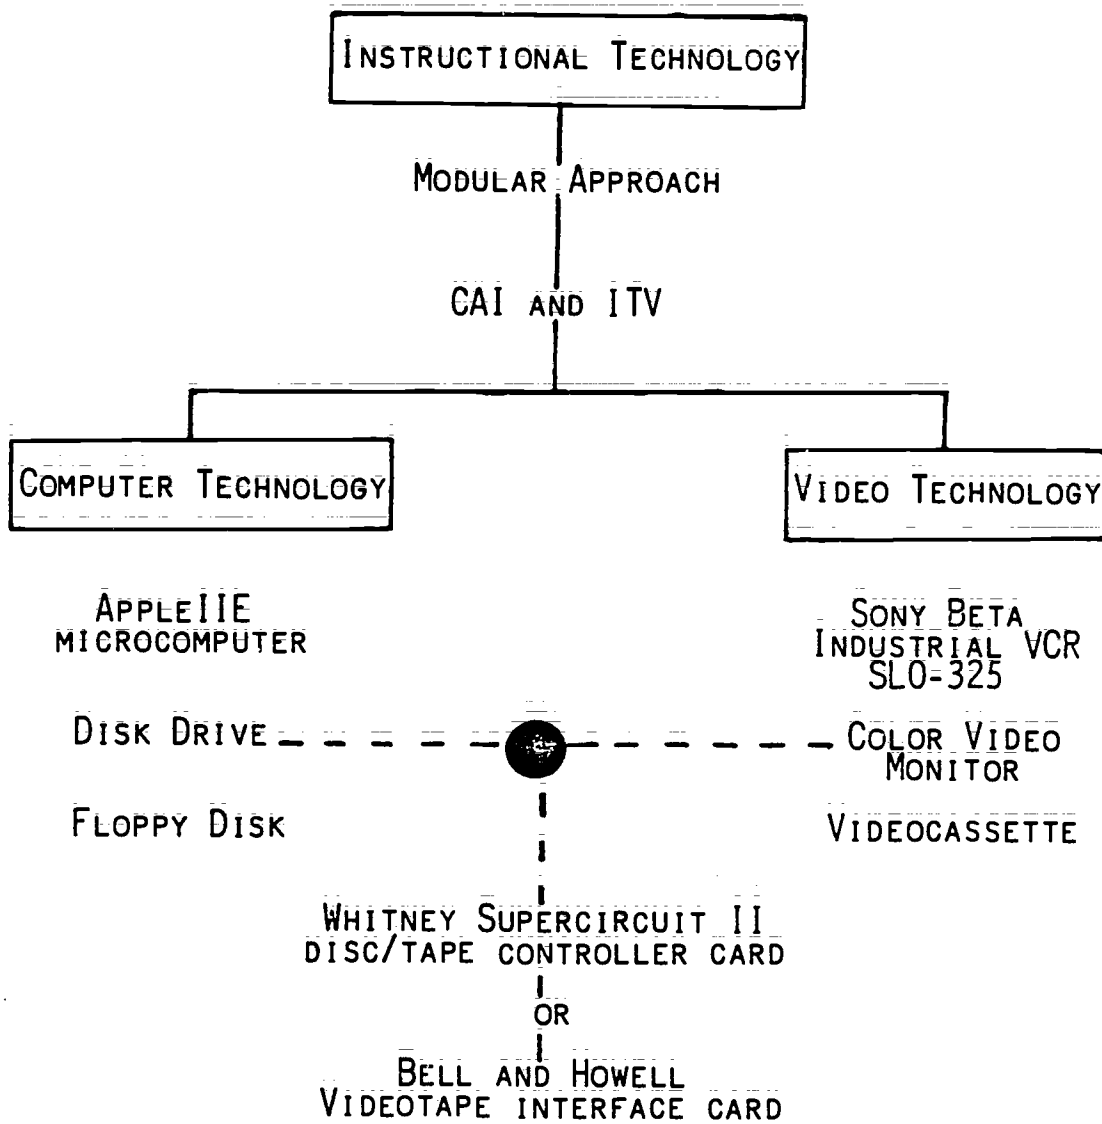 INSTRUCTIONAL TECHNOLOGY
MODULAR APPROACH
CAI AND ITV
COMPUTER TECHNOLOGY
VIDEO TECHNOLOGY
APPLEIIE
MICROCOMPUTER
SONY BETA
INDUSTRIAL VCR
SLO-325
DISK DRIVE
COLOR VIDEO
MONITOR
FLOPPY DISK
VIDEOCASSETTE
WHITNEY SUPERCIRCUIT II
DISC/TAPE CONTROLLER CARD
OR
BELL AND HOWELL
VIDEOTAPE INTERFACE CARD